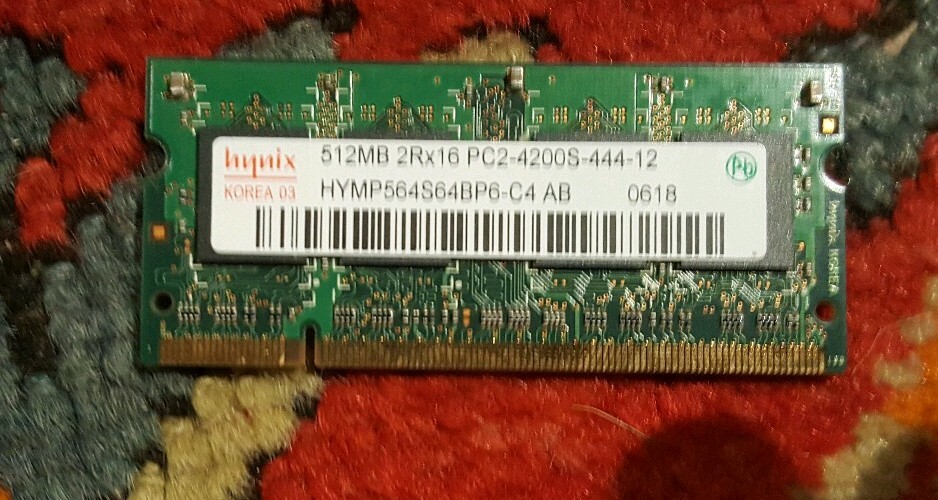 hynix
KOREA 03
512MB 2Rx16 PC2-4200S-444-12
HYMP564S64BP6-C4 AB 0618
Pb
hynix KOREA